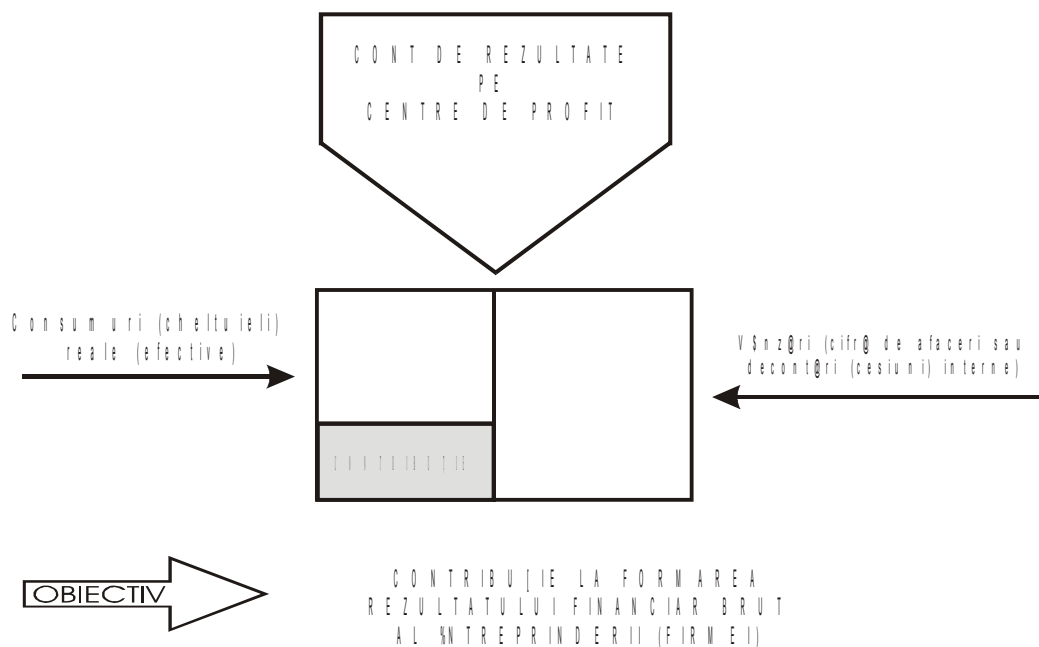 CONT DE REZULTATE
PE
CENTRE DE PROFIT
Consumuri (cheltuieli)
reale (efective)
V$nz@ri (cifr@ de afaceri sau
decont@ri (cesiuni) interne)
OBIECTIV
CONTRIBU[IE LA FORMAREA
REZULTATULUI FINANCIAR BRUT
AL %NTREPRINDERII (FIRMEI)